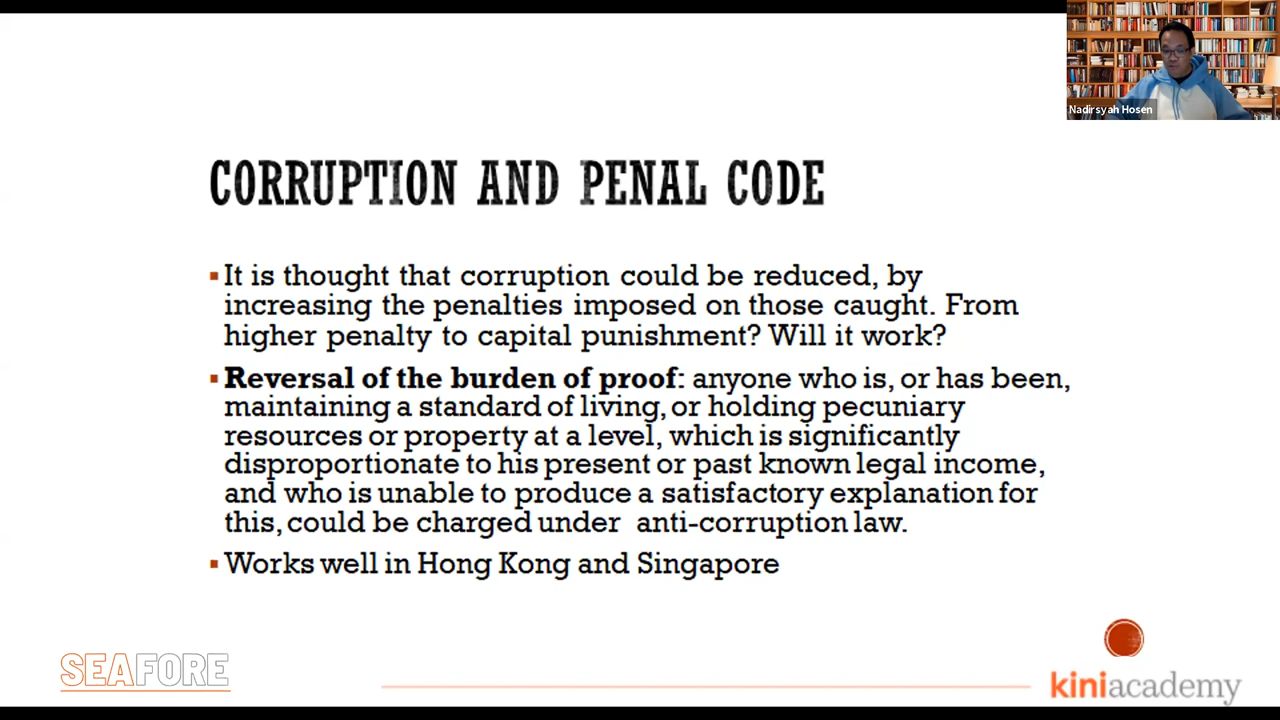 Nadirsyah Hosen
CORRUPTION AND PENAL CODE
▪ It is thought that corruption could be reduced, by
increasing the penalties imposed on those caught. From
higher penalty to capital punishment? Will it work?
▪ Reversal of the burden of proof: anyone who is, or has been,
maintaining a standard of living, or holding pecuniary
resources or property at a level, which is significantly
disproportionate to his present or past known legal income,
and who is unable to produce a satisfactory explanation for
this, could be charged under anti-corruption law.
▪ Works well in Hong Kong and Singapore
SEAFORE
kiniacademy